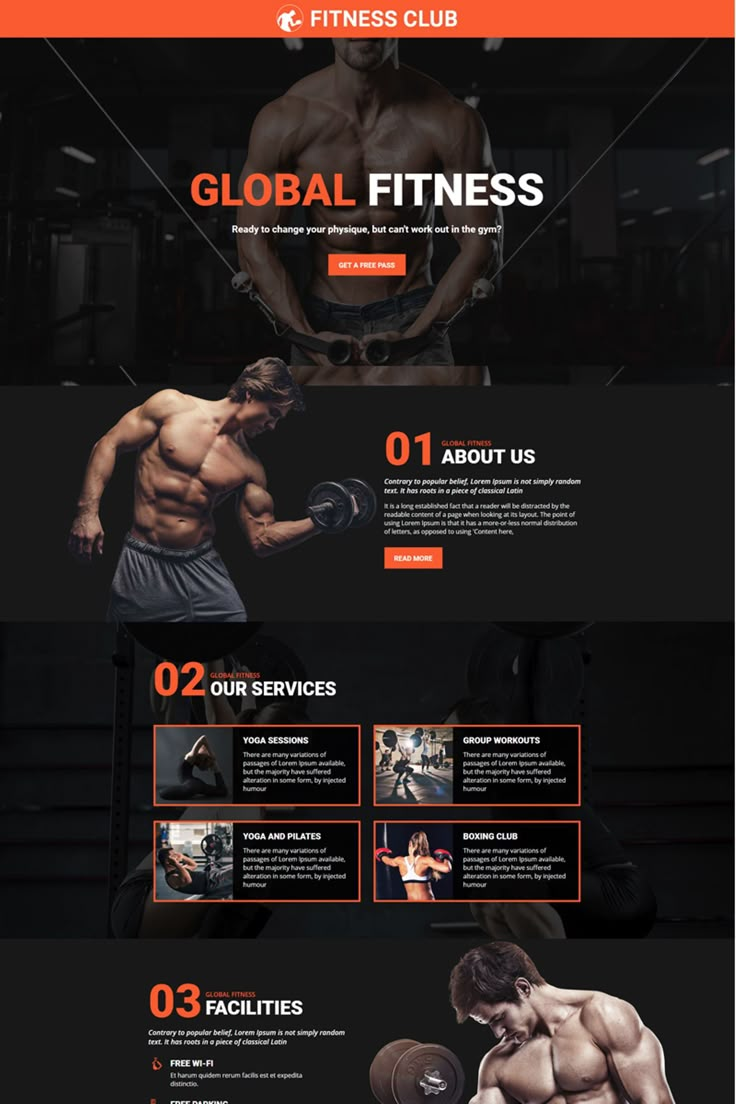 FITNESS CLUB
GLOBAL FITNESS
Ready to change your physique, but can't work out in the gym?
GET A FREE PASS
01
GLOBAL FITNESS
ABOUT US
Contrary to popular belief, Lorem Ipsum is not simply random
text. It has roots in a piece of classical Latin
It is a long established fact that a reader will be distracted by the
readable content of a page when looking at its layout. The point of
using Lorem Ipsum is that it has a more-or-less normal distribution
of letters, as opposed to using 'Content here,
READ MORE
02
GLOBAL FITNESS
OUR SERVICES
YOGA SESSIONS
There are many variations of
passages of Lorem Ipsum available,
but the majority have suffered
alteration in some form, by injected
humour
GROUP WORKOUTS
There are many variations of
passages of Lorem Ipsum available,
but the majority have suffered
alteration in some form, by injected
humour
YOGA AND PILATES
There are many variations of
passages of Lorem Ipsum available,
but the majority have suffered
alteration in some form, by injected
humour
BOXING CLUB
There are many variations of
passages of Lorem Ipsum available,
but the majority have suffered
alteration in some form, by injected
humour
03
GLOBAL FITNESS
FACILITIES
Contrary to popular belief, Lorem Ipsum is not simply random
text. It has roots in a piece of classical Latin
FREE WI-FI
Et harum quidem rerum facilis est et expedita
distinctio.
FREE PARKING